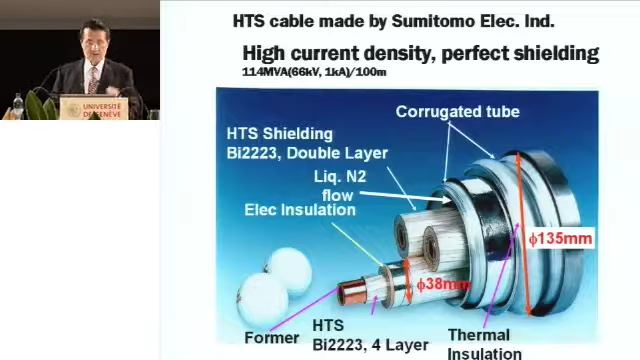 HTS cable made by Sumitomo Elec. Ind.
High current density, perfect shielding
114MVA(66kV, 1kA)/100m
Corrugated tube
HTS Shielding
Bi2223, Double Layer
Liq. N2
flow
Elec Insulation
ϕ135mm
ϕ38mm
Former
HTS
Bi2223, 4 Layer
Thermal
Insulation
UNIVERSITÉ
DE GENÈVE